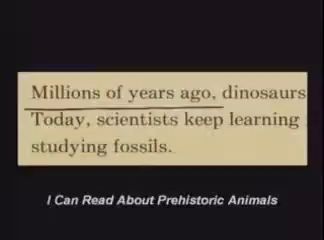 Millions of years ago, dinosaurs
Today, scientists keep learning
studying fossils.
I Can Read About Prehistoric Animals